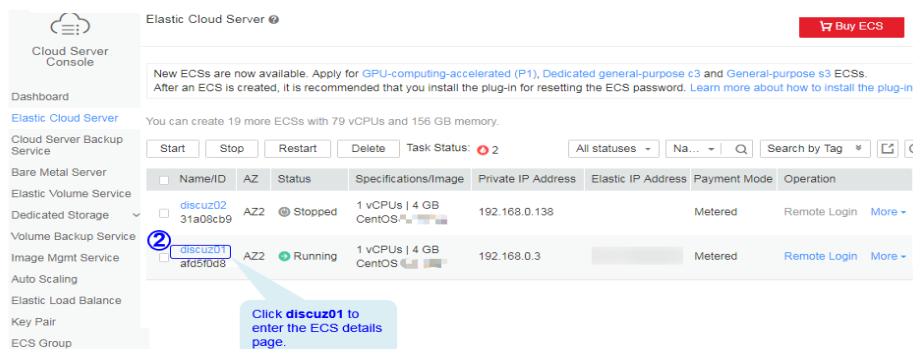 Elastic Cloud Server
Buy ECS
Cloud Server
Console
New ECSs are now available. Apply for GPU-computing-accelerated (P1), Dedicated general-purpose c3 and General-purpose s3 ECSs.
After an ECS is created, it is recommended that you install the plug-in for resetting the ECS password. Learn more about how to install the plug-in
Dashboard
Elastic Cloud Server
Cloud Server Backup
Service
Bare Metal Server
Elastic Volume Service
Dedicated Storage
Volume Backup Service
Image Mgmt Service
Auto Scaling
Elastic Load Balance
Key Pair
ECS Group
You can create 19 more ECSs with 79 vCPUs and 156 GB memory.
Start Stop Restart Delete Task Status: 2 All statuses Na... Search by Tag
Name/ID AZ Status Specifications/Image Private IP Address Elastic IP Address Payment Mode Operation
discuz02 AZ2 Stopped 1 vCPUs | 4 GB 192.168.0.138 Metered Remote Login More
31a08cb9 CentOS
2
discuz01 AZ2 Running 1 vCPUs | 4 GB 192.168.0.3 Metered Remote Login More
afd5f0d8 CentOS
Click discuz01 to
enter the ECS details
page.